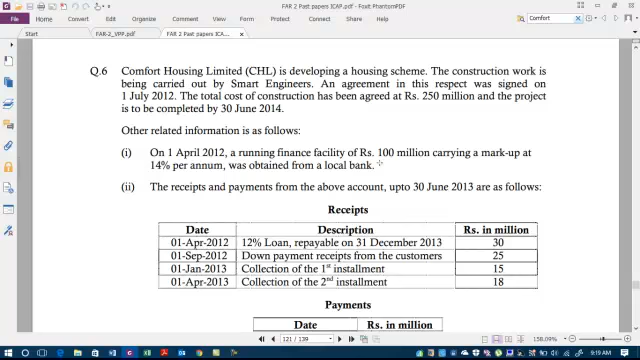 FAR 2 Past papers ICAP.pdf - Foxit PhantomPDF
File Home Comment View Form Protect Share Help
Comfort
Start FAR-2_VPP.pdf FAR 2 Past papers ICA... ×
Q.6 Comfort Housing Limited (CHL) is developing a housing scheme. The construction work is
being carried out by Smart Engineers. An agreement in this respect was signed on
1 July 2012. The total cost of construction has been agreed at Rs. 250 million and the project
is to be completed by 30 June 2014.
Other related information is as follows:
(i) On 1 April 2012, a running finance facility of Rs. 100 million carrying a mark-up at
14% per annum, was obtained from a local bank.
(ii) The receipts and payments from the above account, upto 30 June 2013 are as follows:
Receipts
Date Description Rs. in million
01-Apr-2012 12% Loan, repayable on 31 December 2013 30
01-Sep-2012 Down payment receipts from the customers 25
01-Jan-2013 Collection of the 1st installment 15
01-Apr-2013 Collection of the 2nd installment 18
Payments
Date Rs. in million
121 / 139 158.09%
9:19 AM